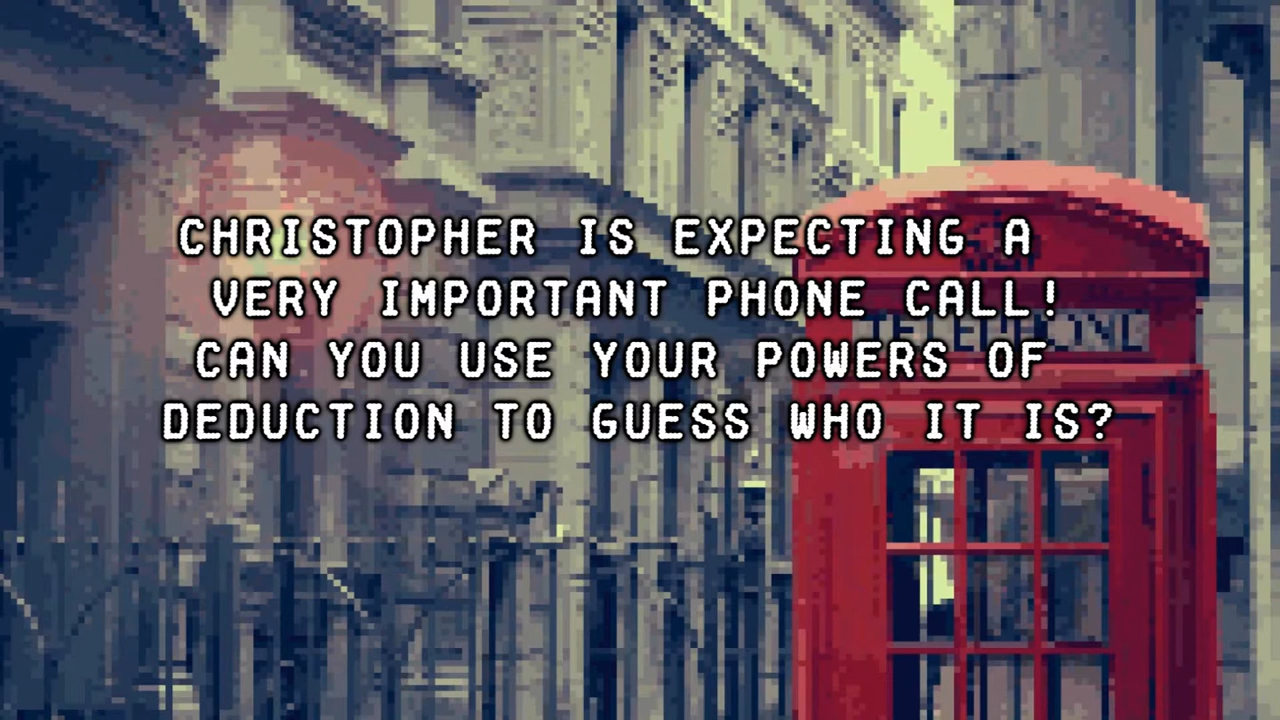 CHRISTOPHER IS EXPECTING A
VERY IMPORTANT PHONE CALL!
CAN YOU USE YOUR POWERS OF
DEDUCTION TO GUESS WHO IT IS?
TELEPHONE